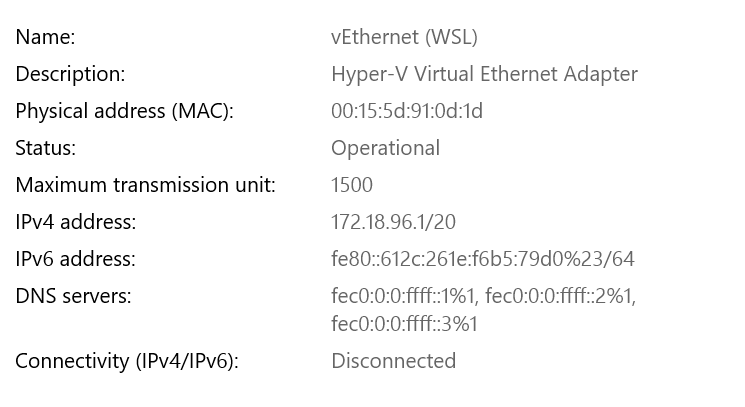 Name: vEthernet (WSL)
Description: Hyper-V Virtual Ethernet Adapter
Physical address (MAC): 00:15:5d:91:0d:1d
Status: Operational
Maximum transmission unit: 1500
IPv4 address: 172.18.96.1/20
IPv6 address: fe80::612c:261e:f6b5:79d0%23/64
DNS servers: fec0:0:0:ffff::1%1, fec0:0:0:ffff::2%1,
fec0:0:0:ffff::3%1
Connectivity (IPv4/IPv6): Disconnected